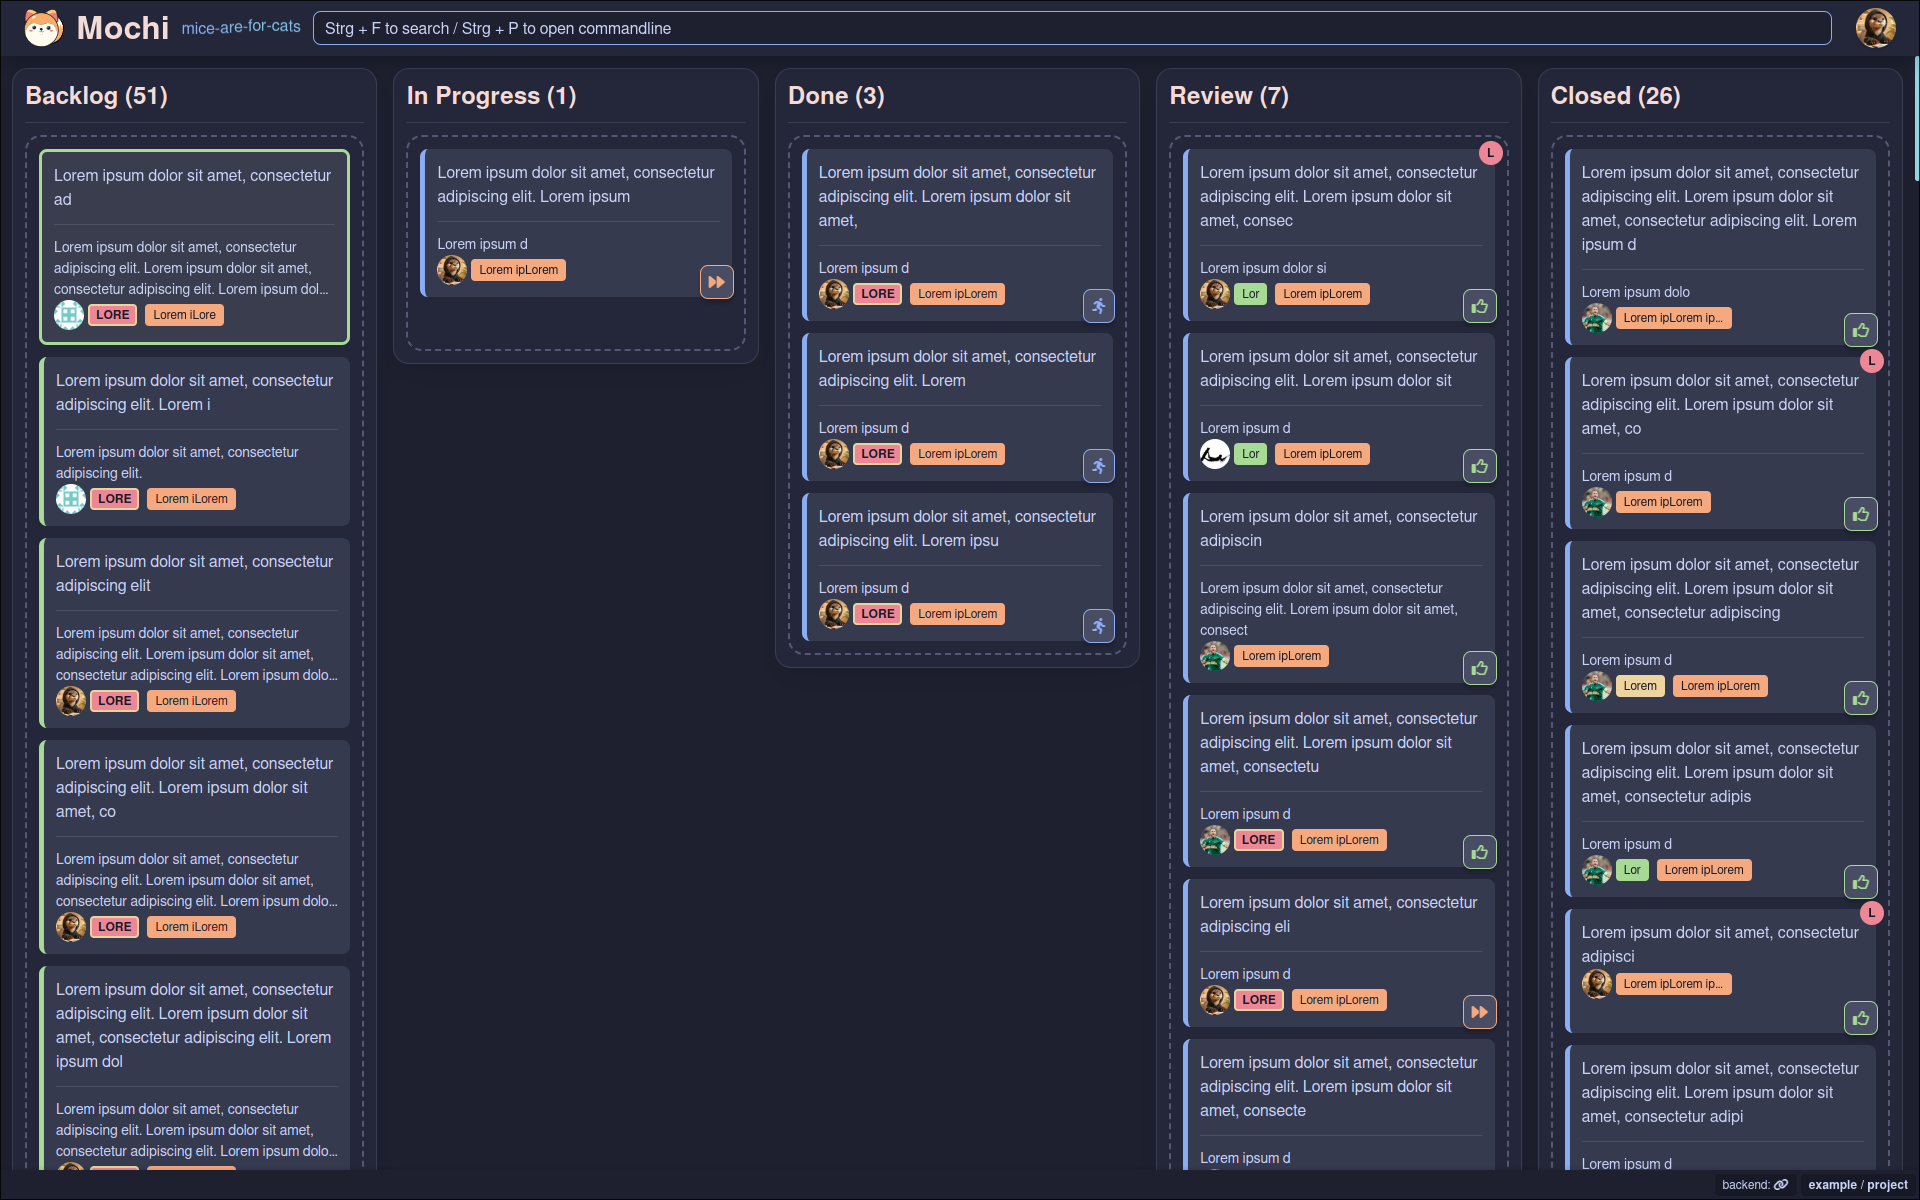 Mochi mice-are-for-cats Strg + F to search / Strg + P to open commandline
Backlog (51)
Lorem ipsum dolor sit amet, consectetur
ad
Lorem ipsum dolor sit amet, consectetur
adipiscing elit. Lorem ipsum dolor sit amet,
consectetur adipiscing elit. Lorem ipsum dol...
LORE Lorem iLore
Lorem ipsum dolor sit amet, consectetur
adipiscing elit. Lorem i
Lorem ipsum dolor sit amet, consectetur
adipiscing elit.
LORE Lorem iLorem
Lorem ipsum dolor sit amet, consectetur
adipiscing elit
Lorem ipsum dolor sit amet, consectetur
adipiscing elit. Lorem ipsum dolor sit amet,
consectetur adipiscing elit. Lorem ipsum dolo...
LORE Lorem iLorem
Lorem ipsum dolor sit amet, consectetur
adipiscing elit. Lorem ipsum dolor sit
amet, co
Lorem ipsum dolor sit amet, consectetur
adipiscing elit. Lorem ipsum dolor sit amet,
consectetur adipiscing elit. Lorem ipsum dolo...
LORE Lorem iLorem
Lorem ipsum dolor sit amet, consectetur
adipiscing elit. Lorem ipsum dolor sit
amet, consectetur adipiscing elit. Lorem
ipsum dol
Lorem ipsum dolor sit amet, consectetur
adipiscing elit. Lorem ipsum dolor sit amet,
consectetur adipiscing elit. Lorem ipsum dolo...
In Progress (1)
Lorem ipsum dolor sit amet, consectetur
adipiscing elit. Lorem ipsum
Lorem ipsum d
Lorem ipLorem
Done (3)
Lorem ipsum dolor sit amet, consectetur
adipiscing elit. Lorem ipsum dolor sit
amet,
Lorem ipsum d
LORE Lorem ipLorem
Lorem ipsum dolor sit amet, consectetur
adipiscing elit. Lorem
Lorem ipsum d
LORE Lorem ipLorem
Lorem ipsum dolor sit amet, consectetur
adipiscing elit. Lorem ipsu
Lorem ipsum d
LORE Lorem ipLorem
Review (7)
L
Lorem ipsum dolor sit amet, consectetur
adipiscing elit. Lorem ipsum dolor sit
amet, consec
Lorem ipsum dolor si
Lor Lorem ipLorem
Lorem ipsum dolor sit amet, consectetur
adipiscing elit. Lorem ipsum dolor sit
Lorem ipsum d
Lor Lorem ipLorem
Lorem ipsum dolor sit amet, consectetur
adipiscin
Lorem ipsum dolor sit amet, consectetur
adipiscing elit. Lorem ipsum dolor sit amet,
consect
Lorem ipLorem
Lorem ipsum dolor sit amet, consectetur
adipiscing elit. Lorem ipsum dolor sit
amet, consectetu
Lorem ipsum d
LORE Lorem ipLorem
Lorem ipsum dolor sit amet, consectetur
adipiscing eli
Lorem ipsum d
LORE Lorem ipLorem
Lorem ipsum dolor sit amet, consectetur
adipiscing elit. Lorem ipsum dolor sit
amet, consecte
Lorem ipsum d
Closed (26)
Lorem ipsum dolor sit amet, consectetur
adipiscing elit. Lorem ipsum dolor sit
amet, consectetur adipiscing elit. Lorem
ipsum d
Lorem ipsum dolo
Lorem ipLorem ip...
L
Lorem ipsum dolor sit amet, consectetur
adipiscing elit. Lorem ipsum dolor sit
amet, co
Lorem ipsum d
Lorem ipLorem
Lorem ipsum dolor sit amet, consectetur
adipiscing elit. Lorem ipsum dolor sit
amet, consectetur adipiscing
Lorem ipsum d
Lorem Lorem ipLorem
Lorem ipsum dolor sit amet, consectetur
adipiscing elit. Lorem ipsum dolor sit
amet, consectetur adipis
Lorem ipsum d
Lor Lorem ipLorem
L
Lorem ipsum dolor sit amet, consectetur
adipisci
Lorem ipLorem ip...
Lorem ipsum dolor sit amet, consectetur
adipiscing elit. Lorem ipsum dolor sit
amet, consectetur adipi
Lorem ipsum d
backend: example / project